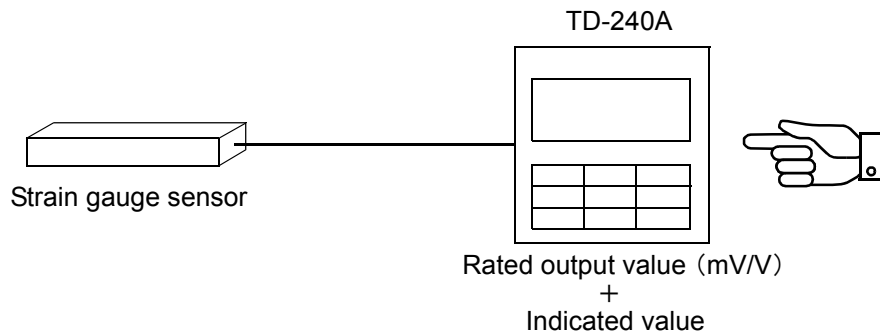 TD-240A
Strain gauge sensor
Rated output value（mV/V）
＋
Indicated value